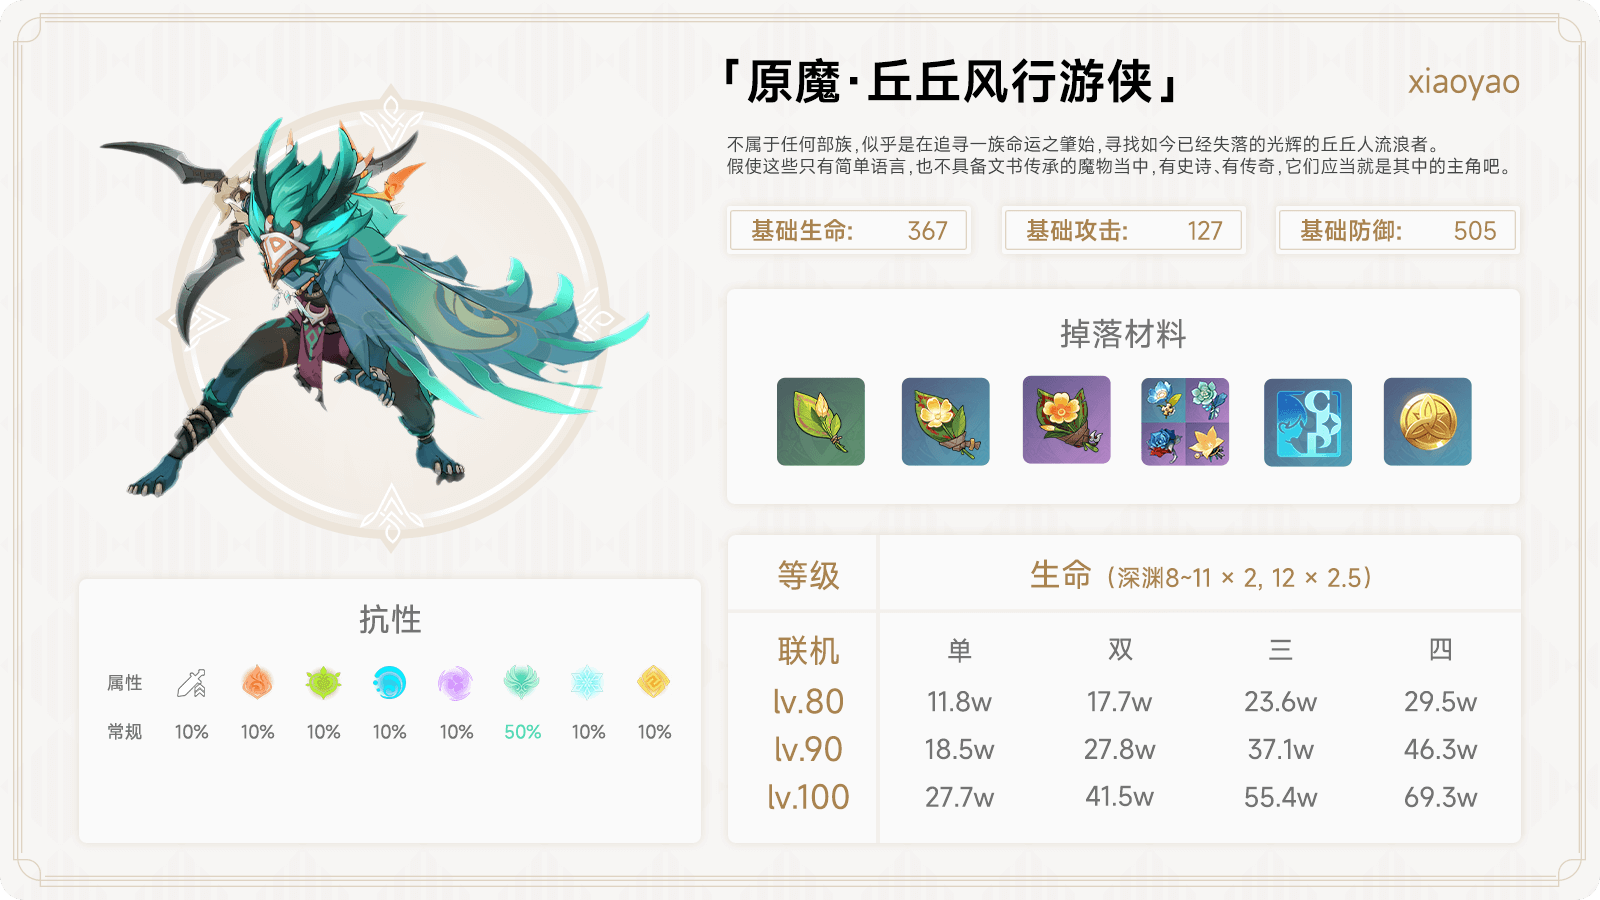 「原魔·丘丘风行游侠」
xiaoyao
不属于任何部族,似乎是在追寻一族命运之肇始,寻找如今已经失落的光辉的丘丘人流浪者。
假使这些只有简单语言,也不具备文书传承的魔物当中,有史诗、有传奇,它们应当就是其中的主角吧。
基础生命: 367
基础攻击: 127
基础防御: 505
掉落材料
抗性
属性
常规 10% 10% 10% 10% 10% 50% 10% 10%
等级 生命 (深渊8~11 × 2, 12 × 2.5)
联机 单 双 三 四
lv.80 11.8w 17.7w 23.6w 29.5w
lv.90 18.5w 27.8w 37.1w 46.3w
lv.100 27.7w 41.5w 55.4w 69.3w